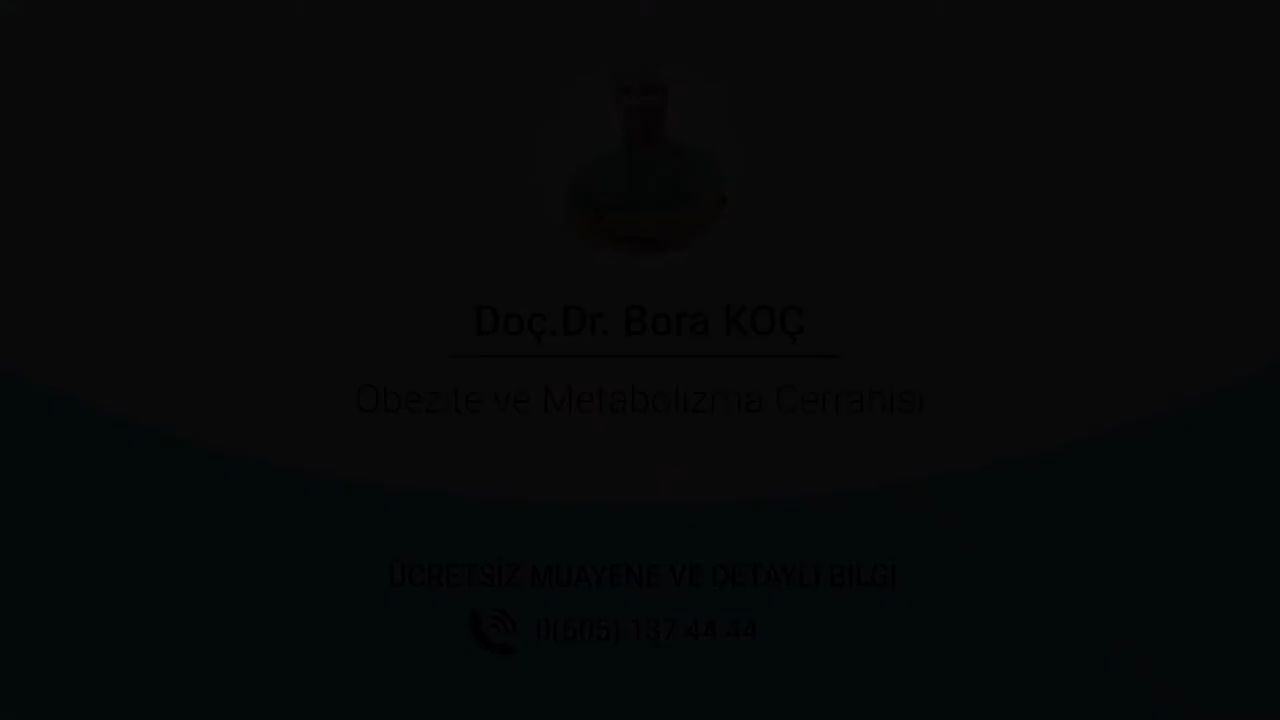 Doç.Dr. Bora KOÇ
Obezite ve Metabolizma Cerrahisi
ÜCRETSİZ MUAYENE VE DETAYLI BİLGİ
0(505) 137 44 44